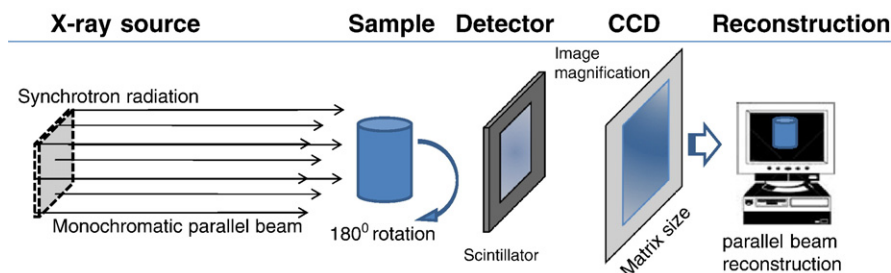 X-ray source
Sample
Detector
CCD
Reconstruction
Synchrotron radiation
Monochromatic parallel beam
180⁰ rotation
Scintillator
Image
magnification
Matrix size
parallel beam
reconstruction